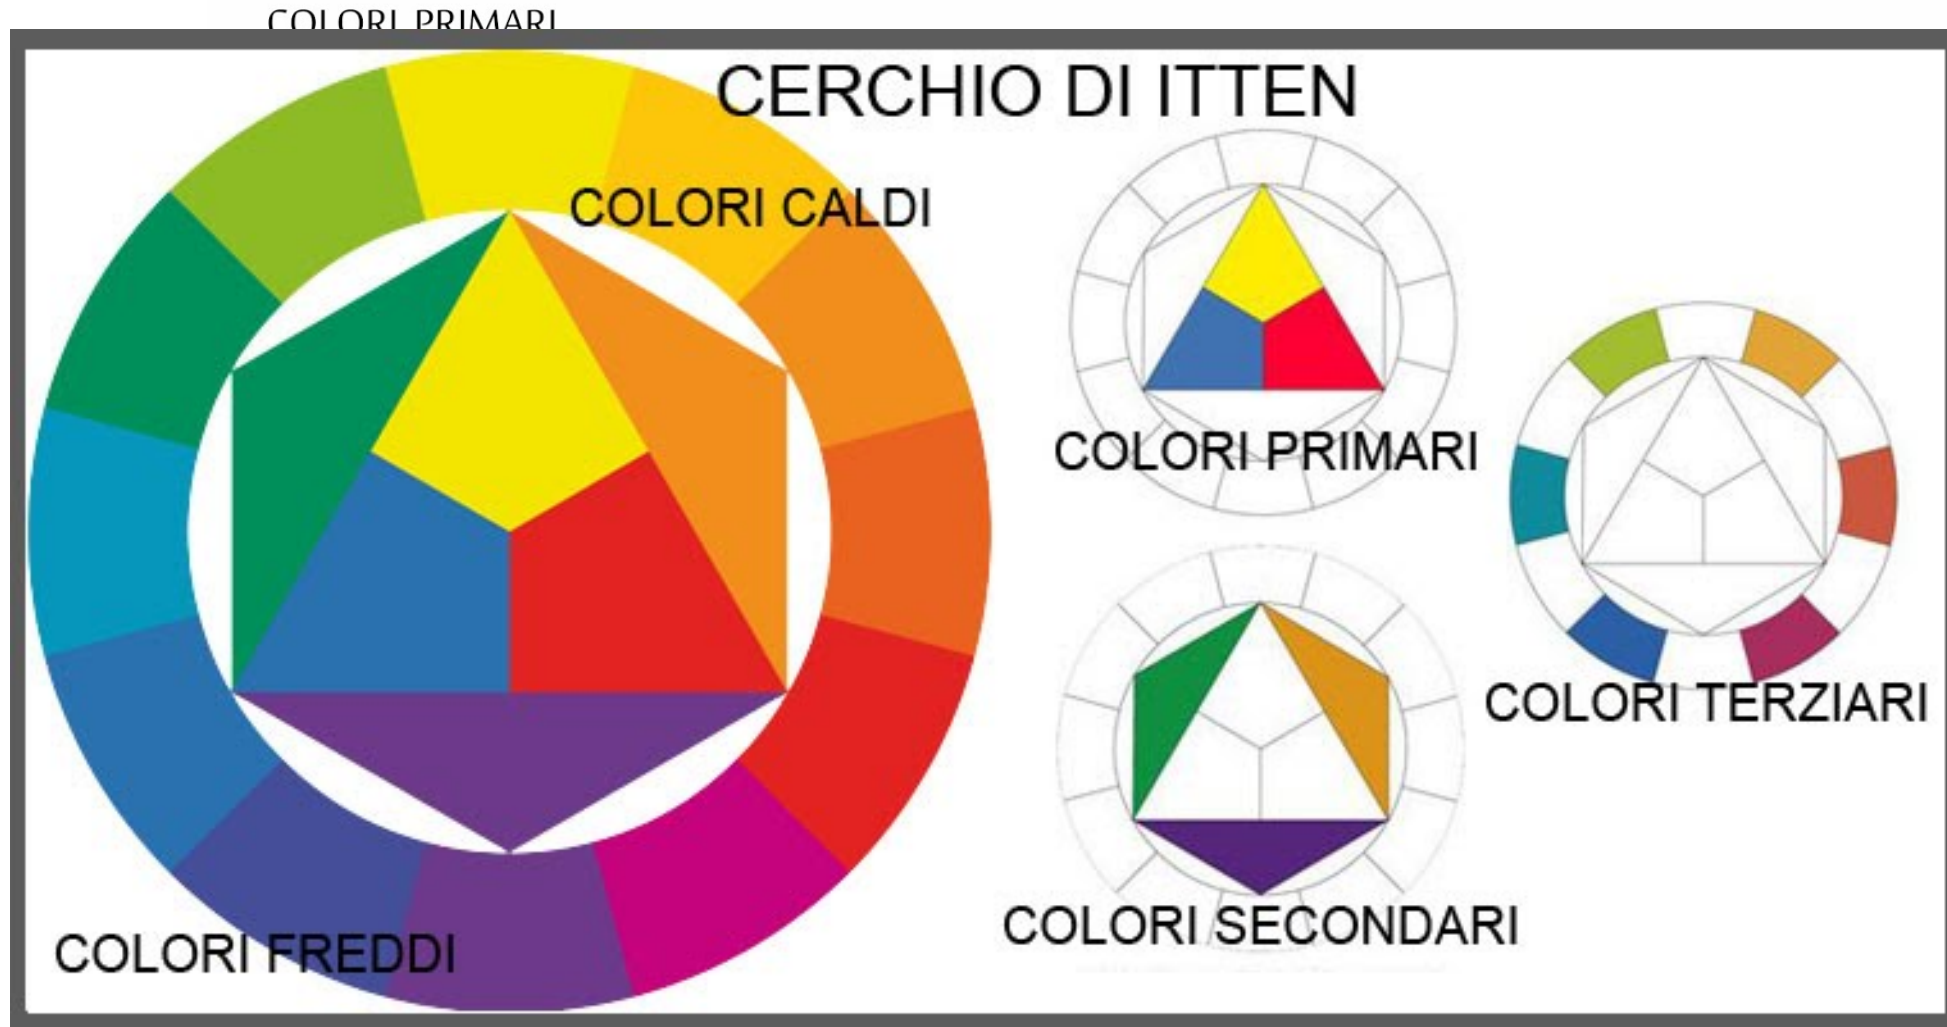 COLORI PRIMARI
CERCHIO DI ITTEN
COLORI CALDI
COLORI PRIMARI
COLORI TERZIARI
COLORI SECONDARI
COLORI FREDDI